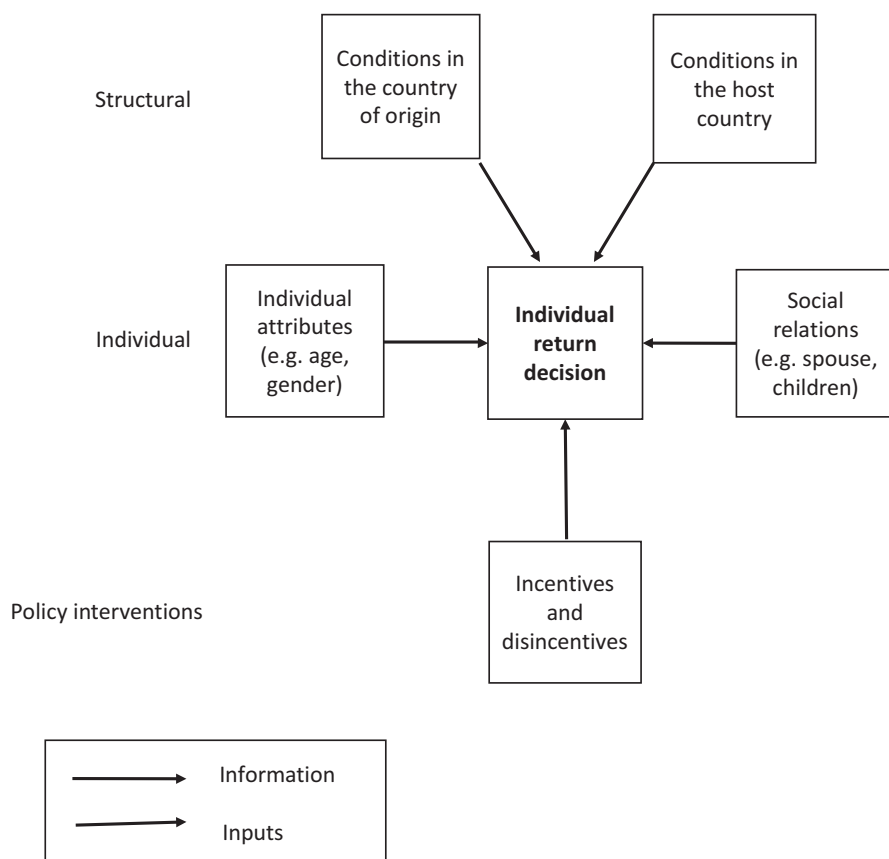 Structural
Conditions in
the country
of origin
Conditions in
the host
country
Individual
Individual
attributes
(e.g. age,
gender)
Individual
return
decision
Social
relations
(e.g. spouse,
children)
Policy interventions
Incentives
and
disincentives
Information
Inputs